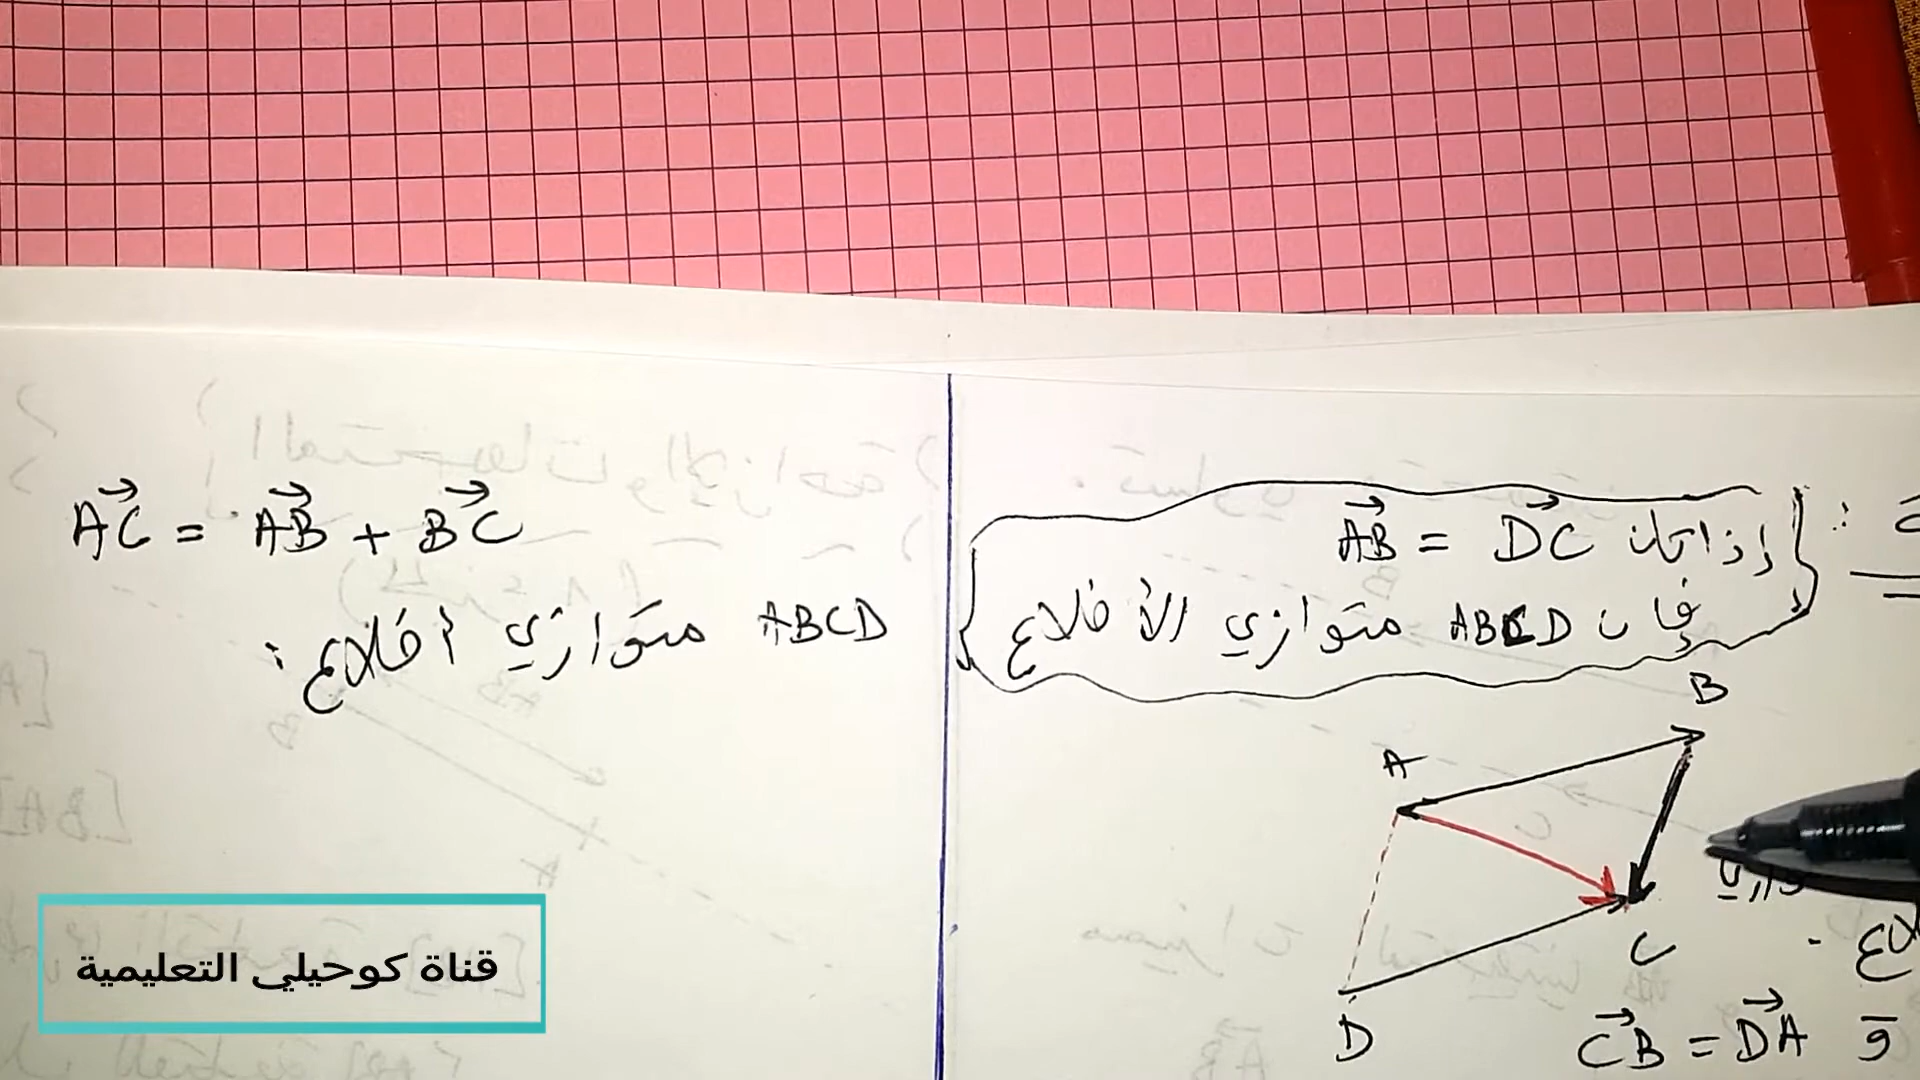 إذا كان AB = DC
فإن ABCD متوازي الأضلاع
B
A
C
D
CB = DA و
AC = AB + BC
ABCD متوازي أضلاع :
قناة كوحيلي التعليمية